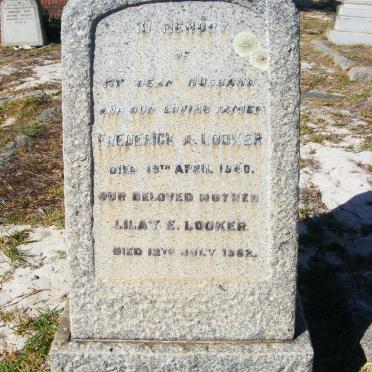 IN MEMORY
OF
MY DEAR HUSBAND
AND OUR LOVING FATHER
FREDERICK A. LOOKER
DIED 19TH APRIL 1940.
OUR BELOVED MOTHER
LILAY E. LOOKER
DIED 12TH JULY 1962.